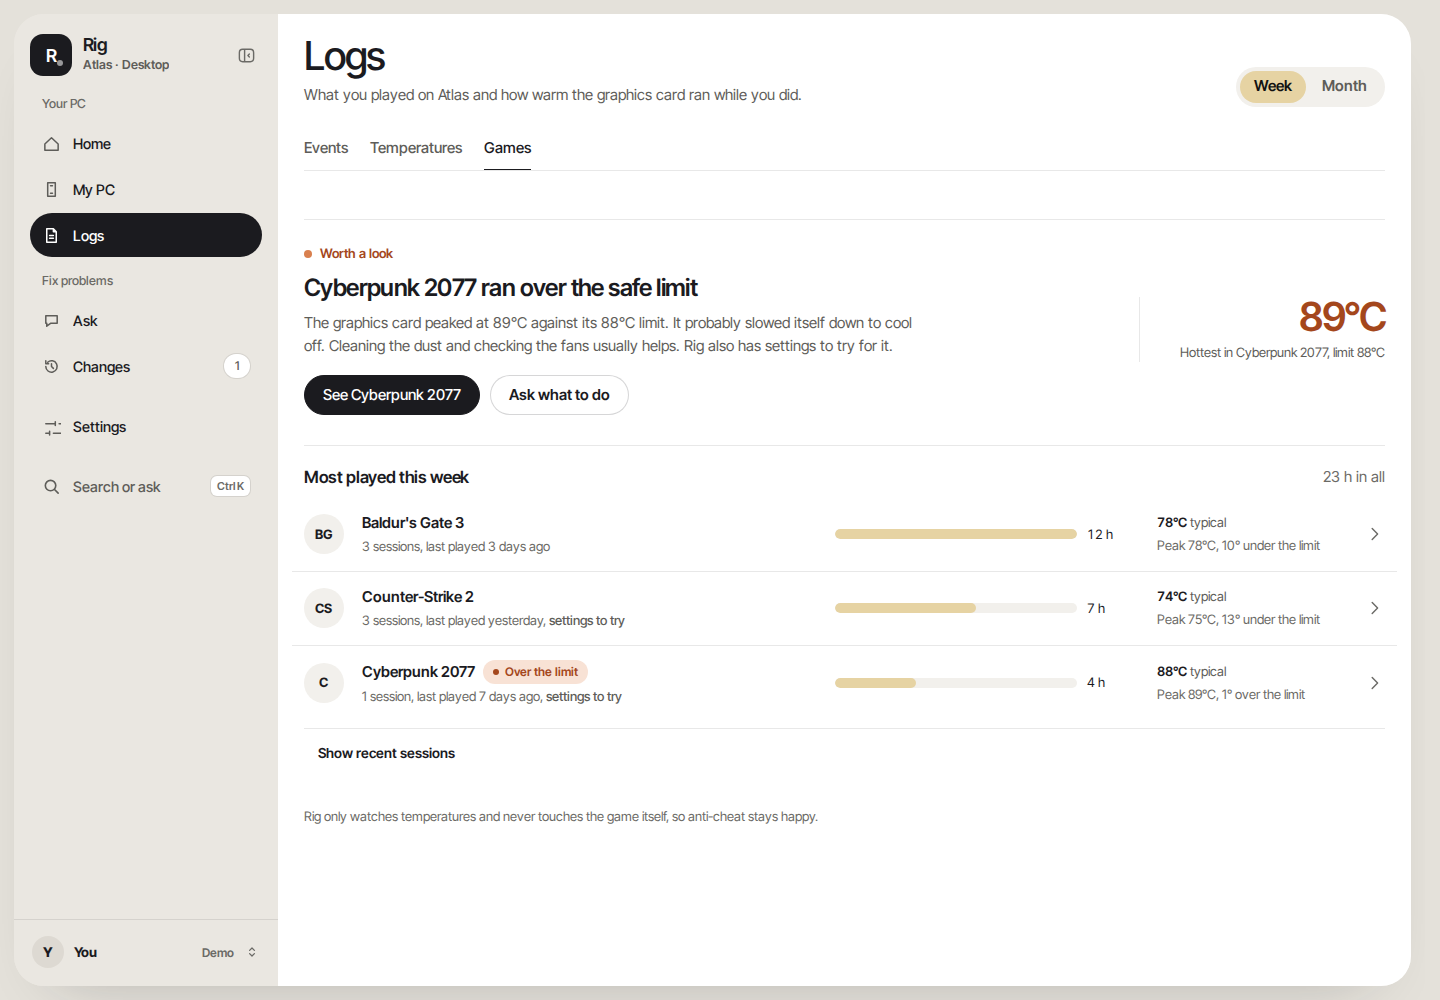 R
Rig
Atlas · Desktop
Your PC
Home
My PC
Logs
Fix problems
Ask
Changes
1
Settings
Search or ask
Ctrl K
Y
You
Demo
Logs
What you played on Atlas and how warm the graphics card ran while you did.
Week
Month
Events
Temperatures
Games
Worth a look
Cyberpunk 2077 ran over the safe limit
The graphics card peaked at 89°C against its 88°C limit. It probably slowed itself down to cool
off. Cleaning the dust and checking the fans usually helps. Rig also has settings to try for it.
See Cyberpunk 2077
Ask what to do
89°C
Hottest in Cyberpunk 2077, limit 88°C
Most played this week
23 h in all
BG
Baldur's Gate 3
3 sessions, last played 3 days ago
12 h
78°C typical
Peak 78°C, 10° under the limit
CS
Counter-Strike 2
3 sessions, last played yesterday, settings to try
7 h
74°C typical
Peak 75°C, 13° under the limit
C
Cyberpunk 2077
Over the limit
1 session, last played 7 days ago, settings to try
4 h
88°C typical
Peak 89°C, 1° over the limit
Show recent sessions
Rig only watches temperatures and never touches the game itself, so anti-cheat stays happy.